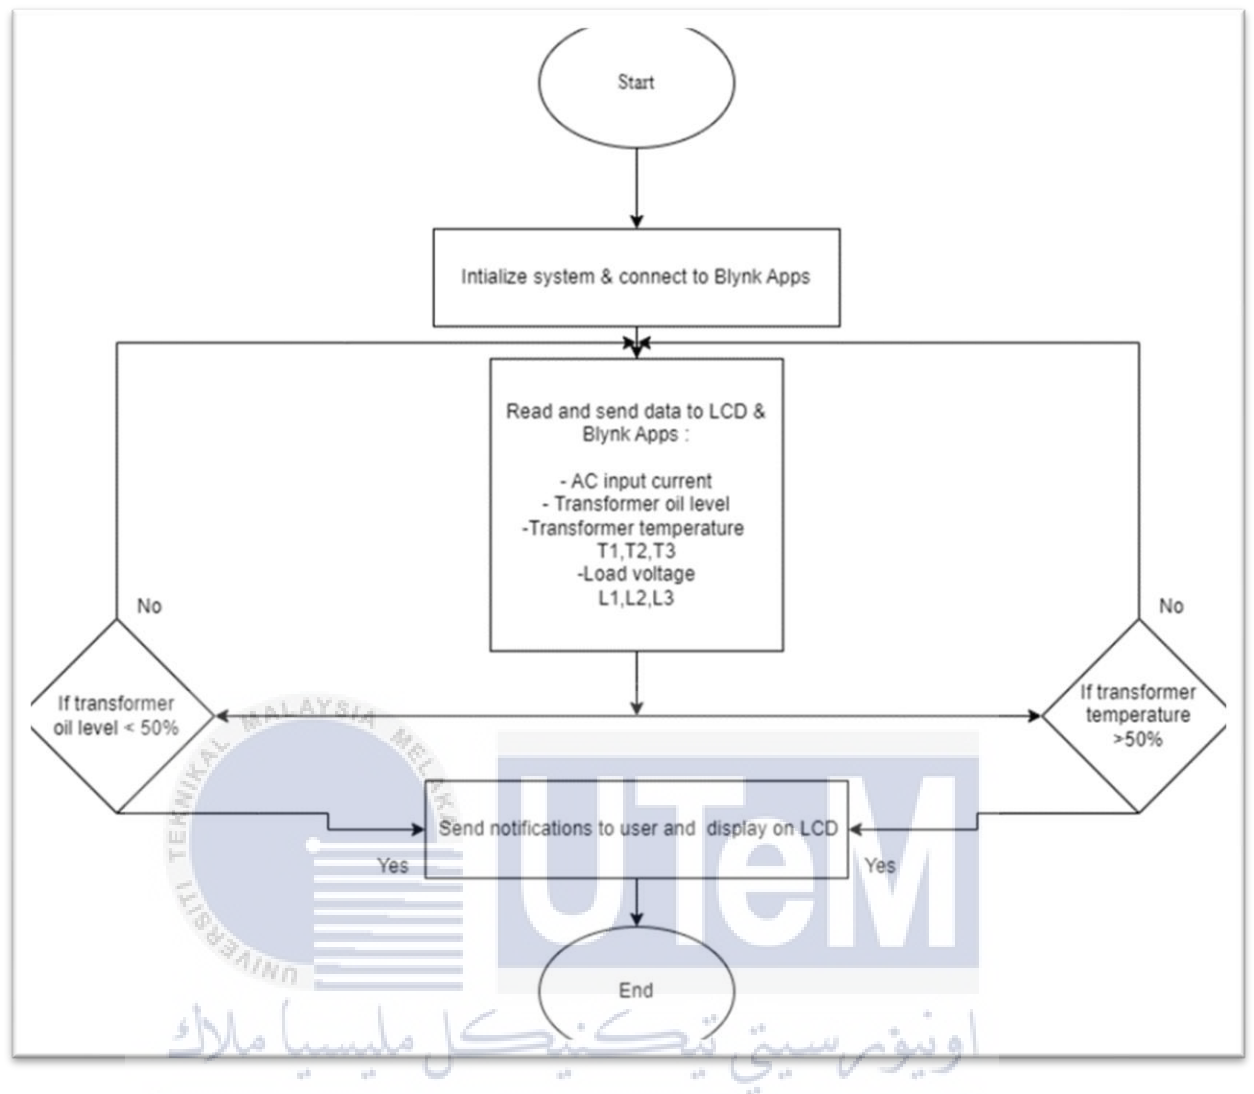 Start
Intialize system & connect to Blynk Apps
Read and send data to LCD &
Blynk Apps :
- AC input current
- Transformer oil level
-Transformer temperature
T1,T2,T3
-Load voltage
L1,L2,L3
No
No
If transformer
oil level < 50%
If transformer
temperature
>50%
Send notifications to user and display on LCD
Yes
Yes
End
UNIVERSITI TEKNIKAL MALAYSIA MELAKA
UTeM
اونيۏرسيتي تيكنيكل مليسيا ملاك